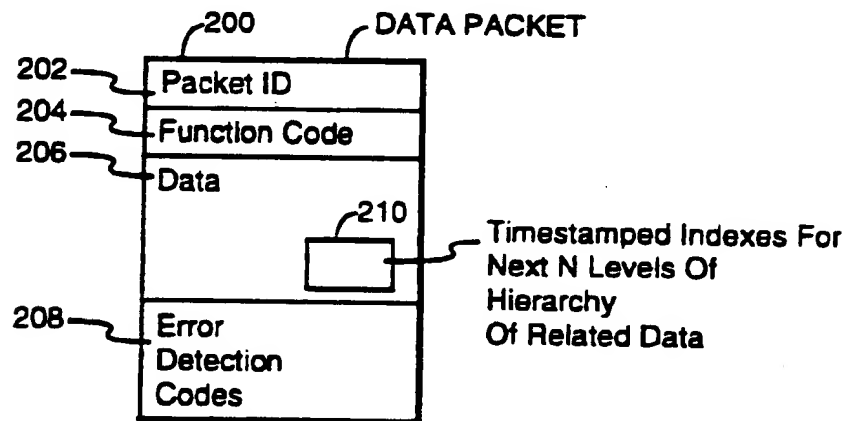 200
DATA PACKET
202
Packet ID
204
Function Code
206
Data
210
Timestamped Indexes For
Next N Levels Of
Hierarchy
Of Related Data
208
Error
Detection
Codes